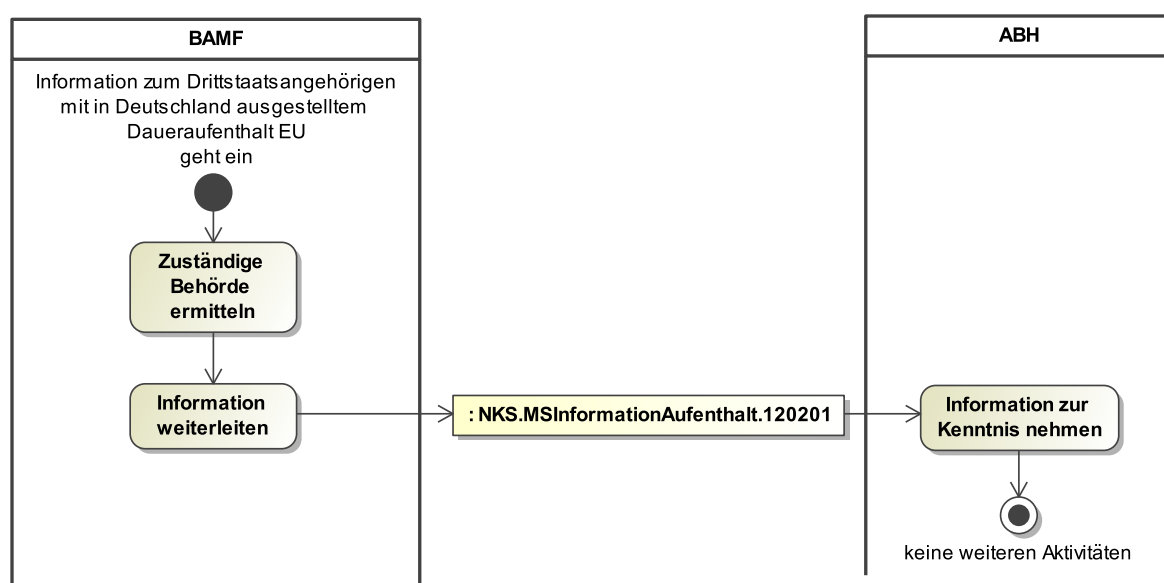 BAMF
ABH
Information zum Drittstaatsangehörigen
mit in Deutschland ausgestelltem
Daueraufenthalt EU
geht ein
Zuständige
Behörde
ermitteln
Information
weiterleiten
: NKS.MSInformationAufenthalt.120201
Information zur
Kenntnis nehmen
keine weiteren Aktivitäten